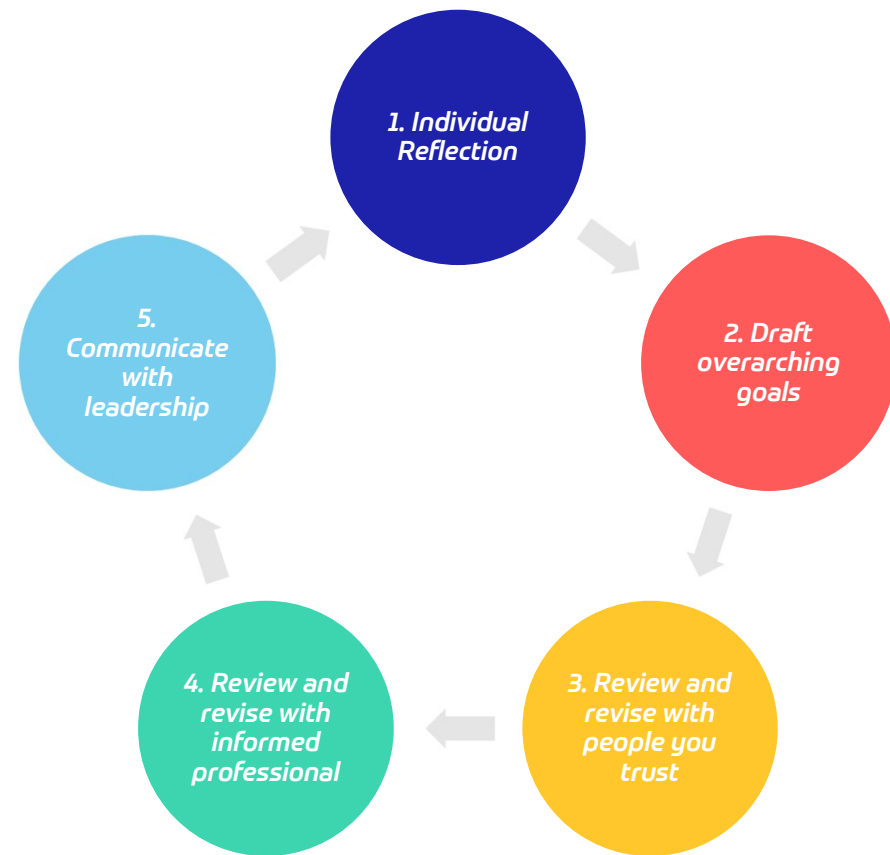 1. Individual
Reflection
2. Draft
overarching
goals
3. Review and
revise with
people you
trust
4. Review and
revise with
informed
professional
5.
Communicate
with
leadership